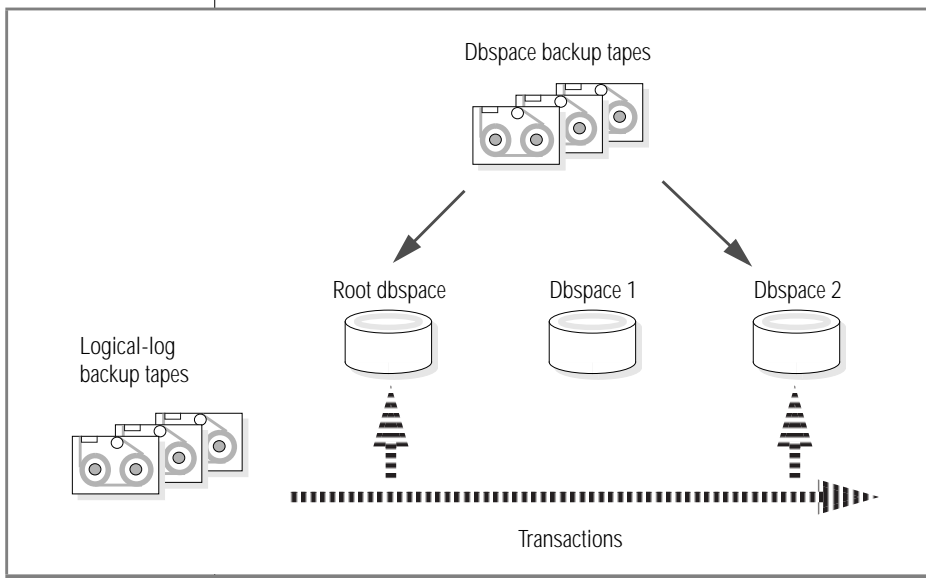 Dbspace backup tapes
Root dbspace
Dbspace 1
Dbspace 2
Logical-log
backup tapes
Transactions